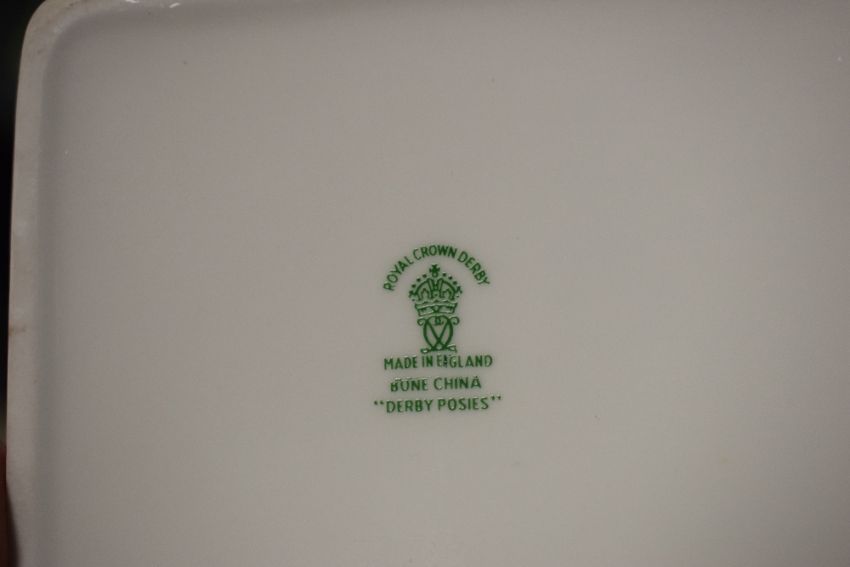 ROYAL CROWN DERBY
MADE IN ENGLAND
BONE CHINA
"DERBY POSIES"